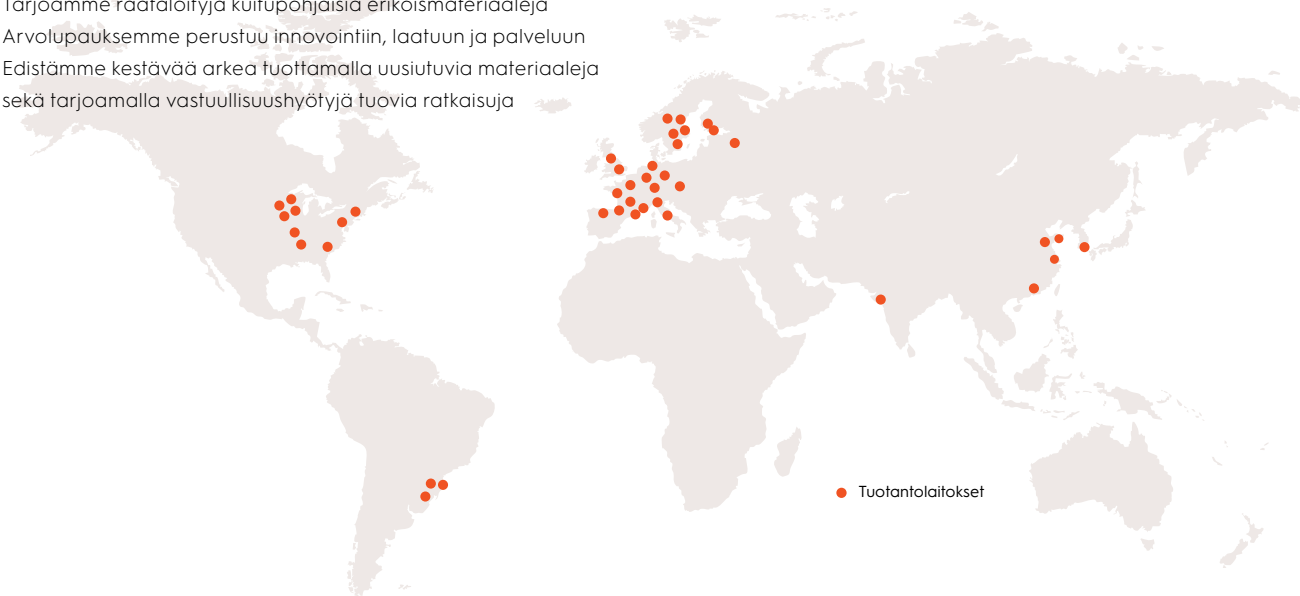 Tarjoamme räätälöityjä kuitupohjaisia erikoismateriaaleja
Arvolupauksemme perustuu innovointiin, laatuun ja palveluun
Edistämme kestävää arkea tuottamalla uusiutuvia materiaaleja
sekä tarjoamalla vastuullisuushyötyjä tuovia ratkaisuja
Tuotantolaitokset